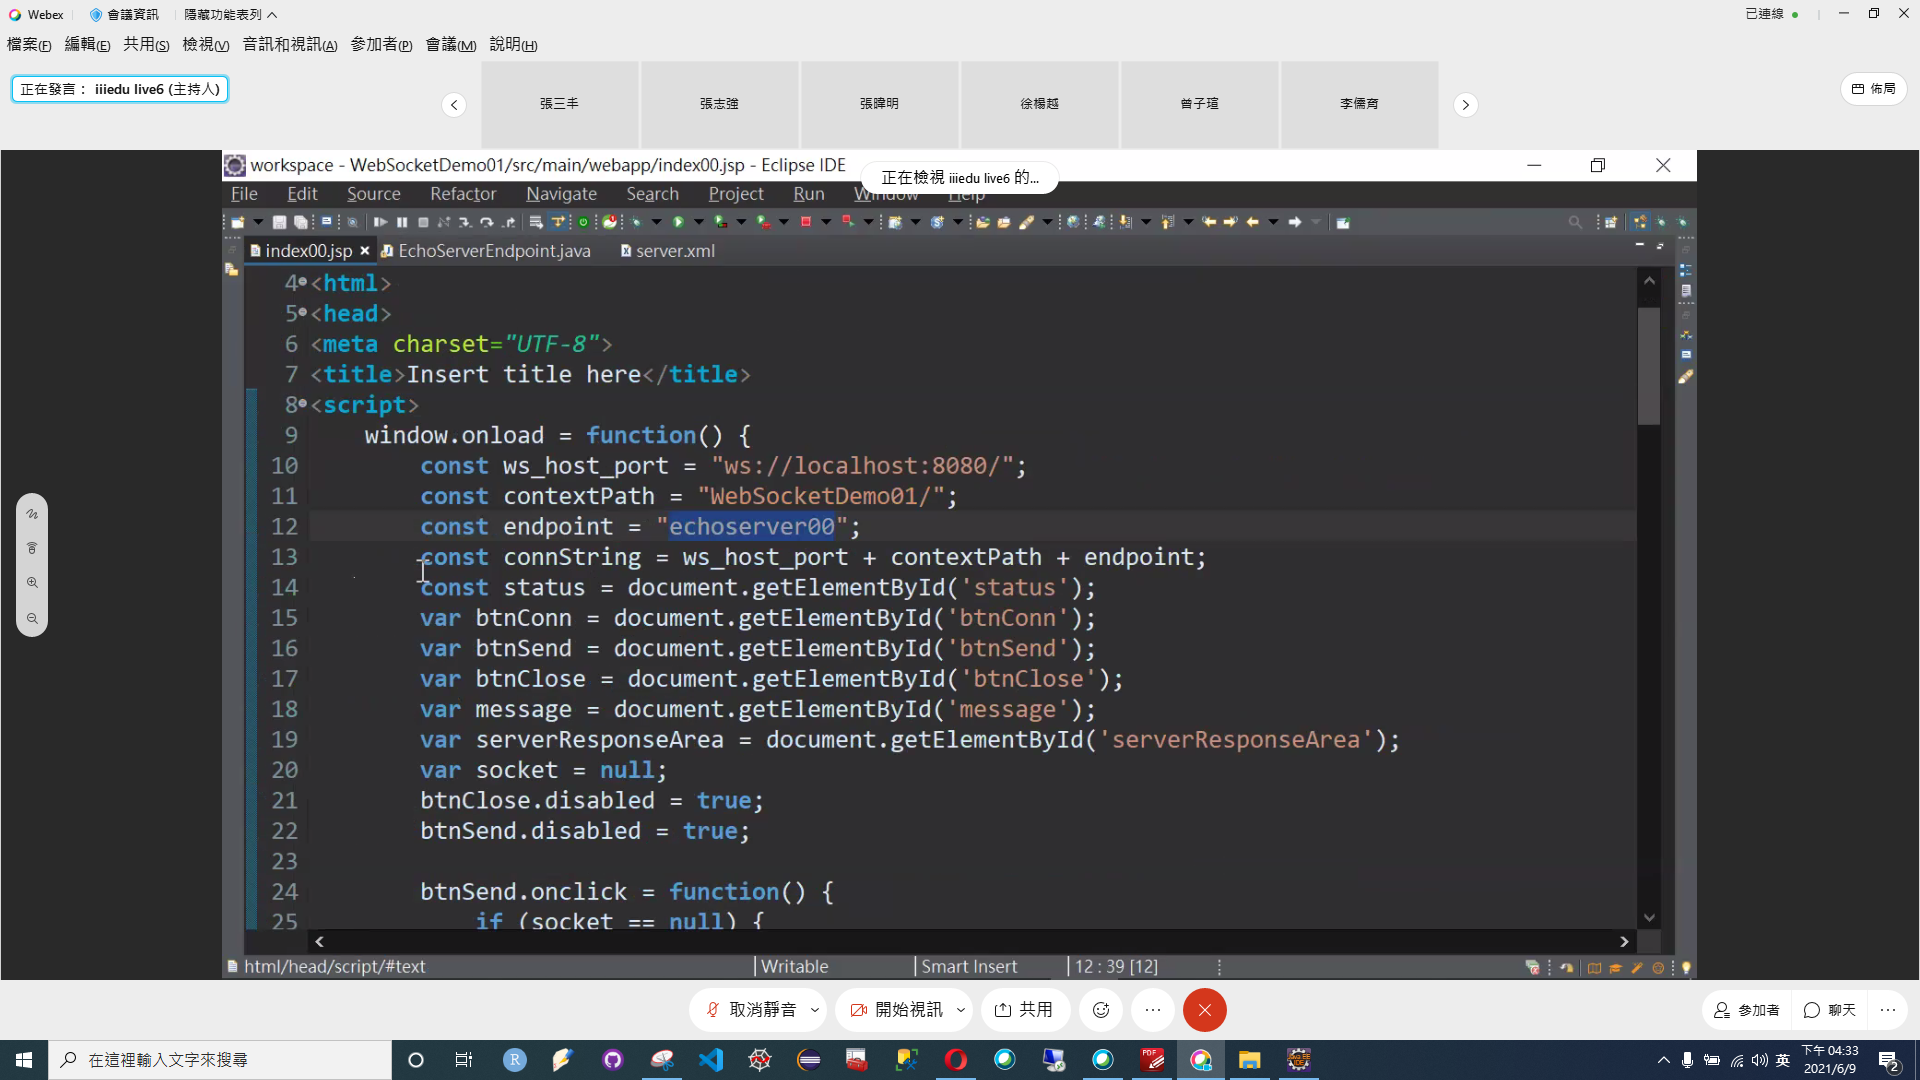 Webex 會議資訊 隱藏功能表列 已連線
檔案(F) 編輯(E) 共用(S) 檢視(V) 音訊和視訊(A) 參加者(P) 會議(M) 說明(H)
正在發言： iiiedu live6 (主持人)
張三丰 張志強 張暐明 徐楊越 曾子瑄 李儒育
佈局
workspace - WebSocketDemo01/src/main/webapp/index00.jsp - Eclipse IDE
正在檢視 iiiedu live6 的...
File Edit Source Refactor Navigate Search Project Run Window Help
index00.jsp EchoServerEndpoint.java server.xml
4 <html>
5 <head>
6 <meta charset="UTF-8">
7 <title>Insert title here</title>
8 <script>
9 window.onload = function() {
10 const ws_host_port = "ws://localhost:8080/";
11 const contextPath = "WebSocketDemo01/";
12 const endpoint = "echoserver00";
13 const connString = ws_host_port + contextPath + endpoint;
14 const status = document.getElementById('status');
15 var btnConn = document.getElementById('btnConn');
16 var btnSend = document.getElementById('btnSend');
17 var btnClose = document.getElementById('btnClose');
18 var message = document.getElementById('message');
19 var serverResponseArea = document.getElementById('serverResponseArea');
20 var socket = null;
21 btnClose.disabled = true;
22 btnSend.disabled = true;
23
24 btnSend.onclick = function() {
25 if (socket == null) {
html/head/script/#text Writable Smart Insert 12 : 39 [12]
取消靜音 開始視訊 共用 參加者 聊天
在這裡輸入文字來搜尋
英 下午 04:33
2021/6/9
2